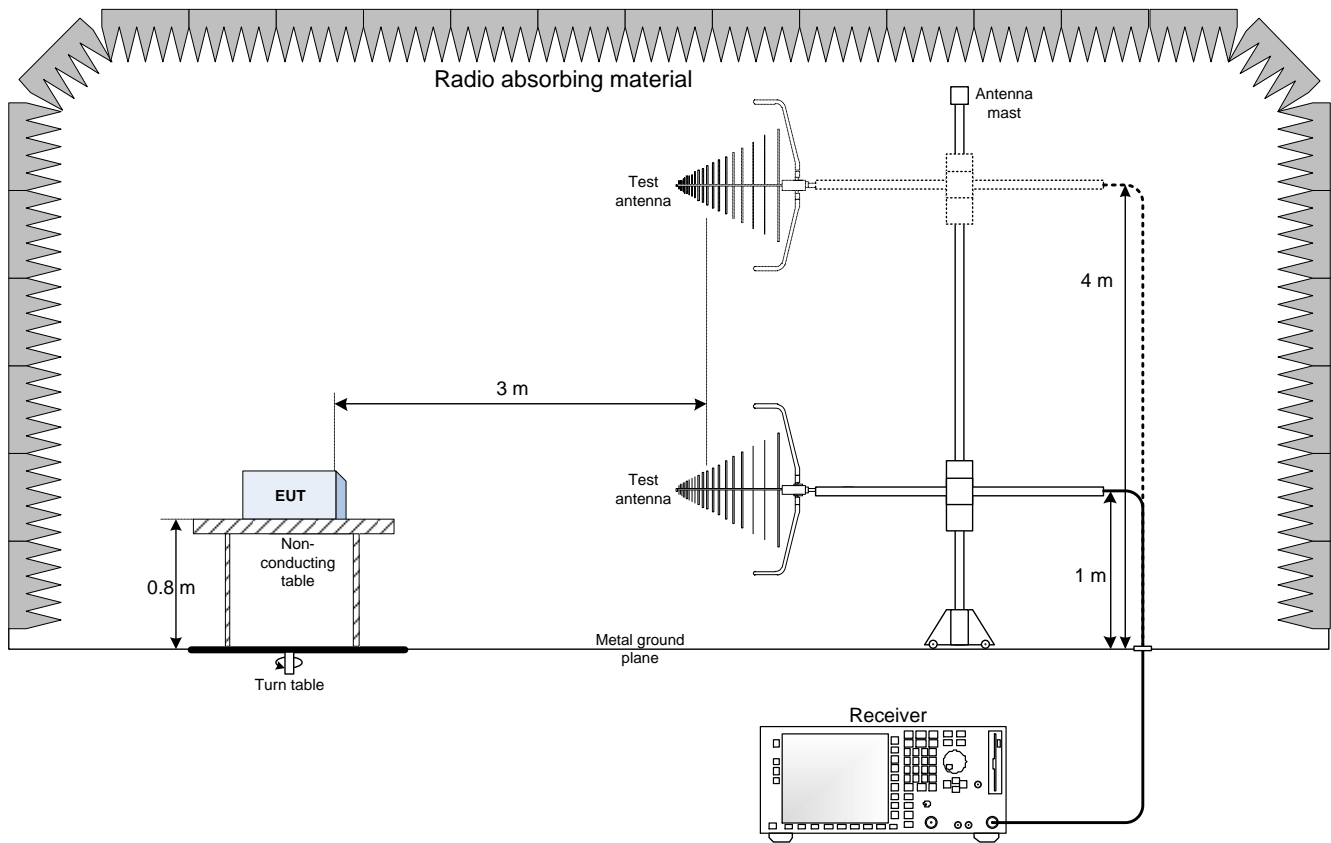 Radio absorbing material
Antenna
mast
Test
antenna
4 m
3 m
Test
antenna
EUT
Non-
conducting
table
0.8 m
1 m
Metal ground
plane
Turn table
Receiver